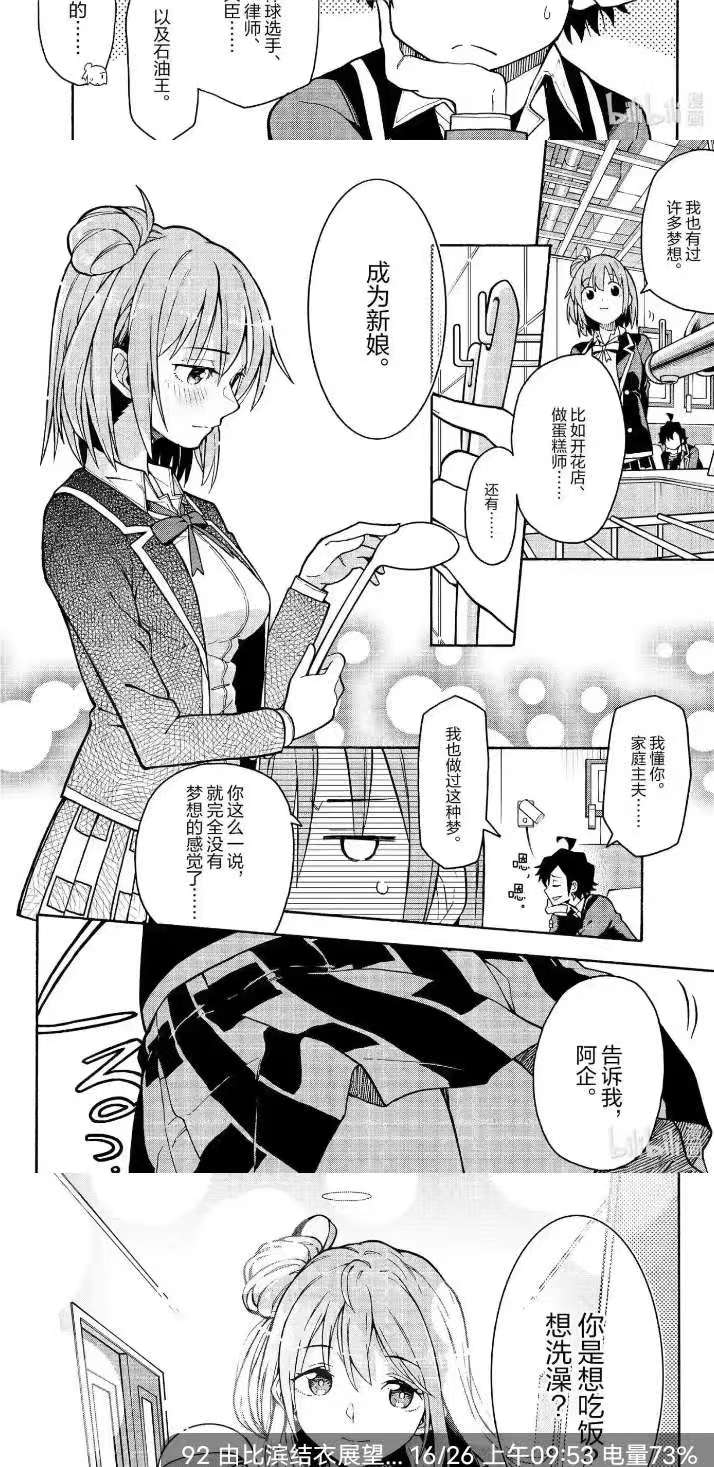 球选手、
律师、
臣、
以及石油王。
的……
bilibili
漫画
我也有过
许多梦想。
比如开花店、
做蛋糕师……
还有……
成为新娘。
我懂你。
家庭主夫……
嗯，
嗯。
我也做过这种梦。
你这么一说，
就完全没有
梦想的感觉了……
告诉我，
阿企。
bilibili
你是想吃饭，
想洗澡？
92 由比滨结衣展望... 16/26 上午09:53 电量73%